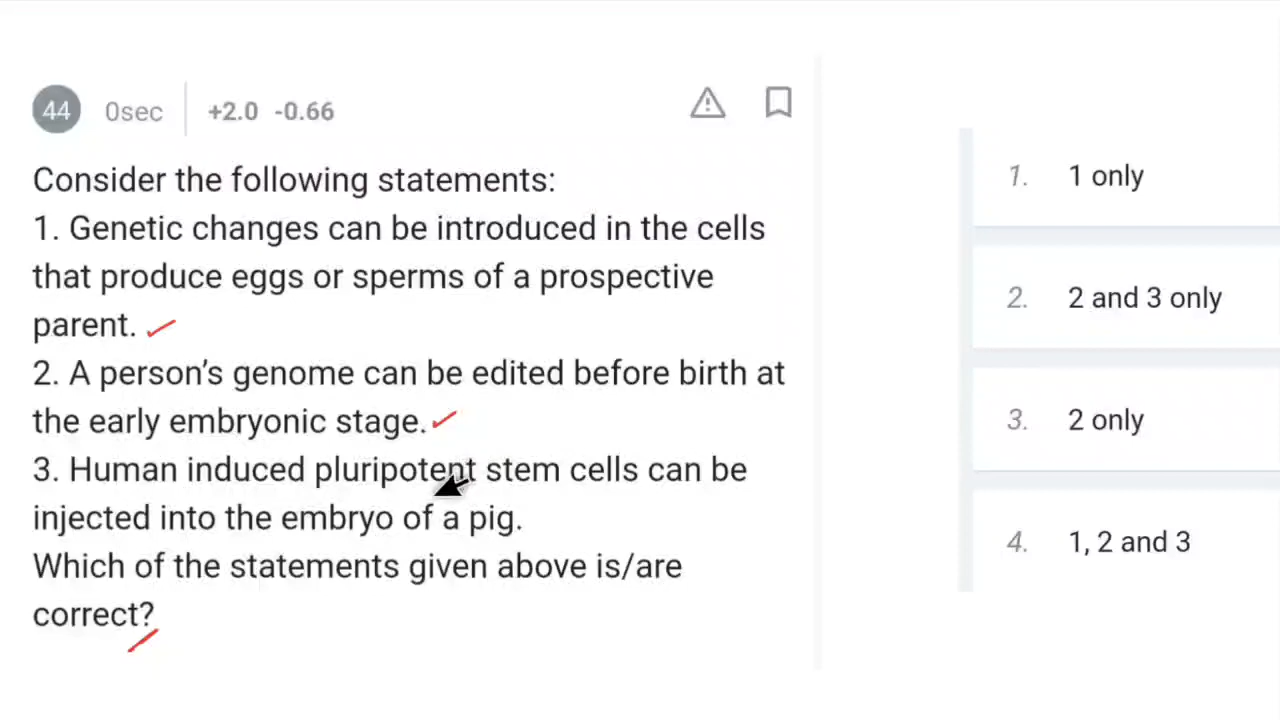 44 0sec +2.0 -0.66
Consider the following statements:
1. Genetic changes can be introduced in the cells
that produce eggs or sperms of a prospective
parent.
2. A person’s genome can be edited before birth at
the early embryonic stage.
3. Human induced pluripotent stem cells can be
injected into the embryo of a pig.
Which of the statements given above is/are
correct?
1. 1 only
2. 2 and 3 only
3. 2 only
4. 1, 2 and 3